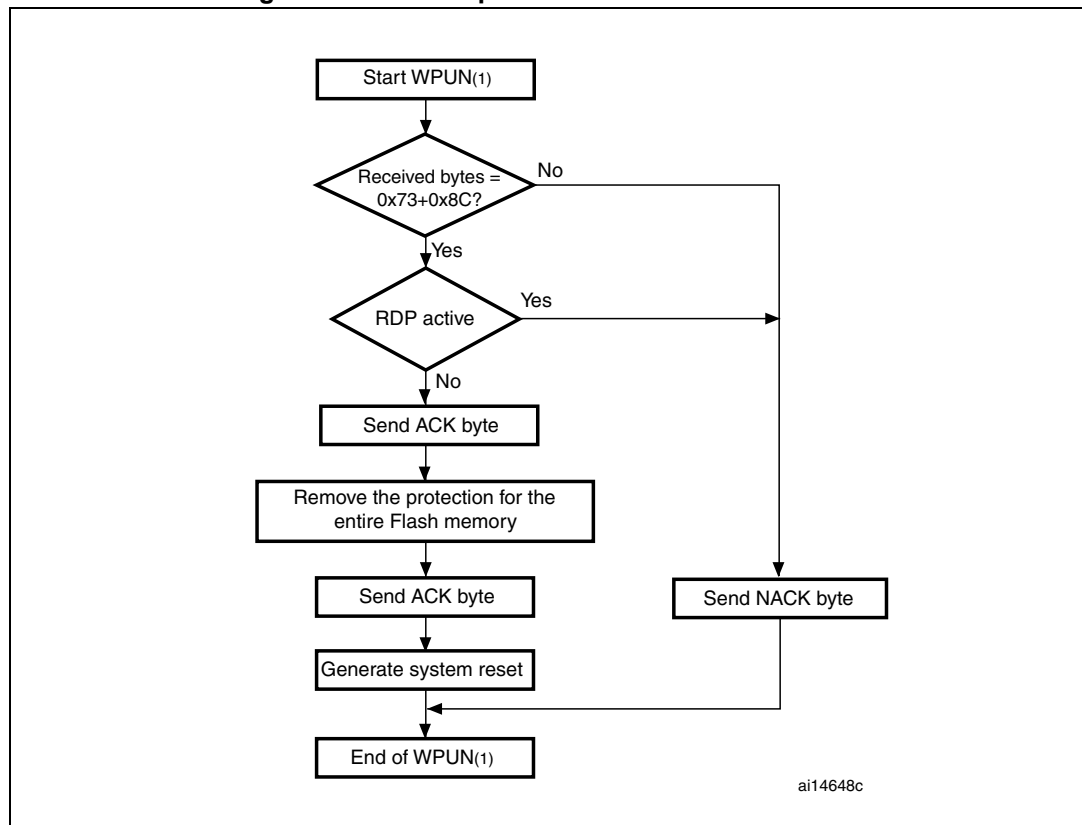 Start WPUN(1)
Received bytes =
0x73+0x8C?
No
Yes
RDP active
Yes
No
Send ACK byte
Remove the protection for the
entire Flash memory
Send ACK byte
Send NACK byte
Generate system reset
End of WPUN(1)
ai14648c